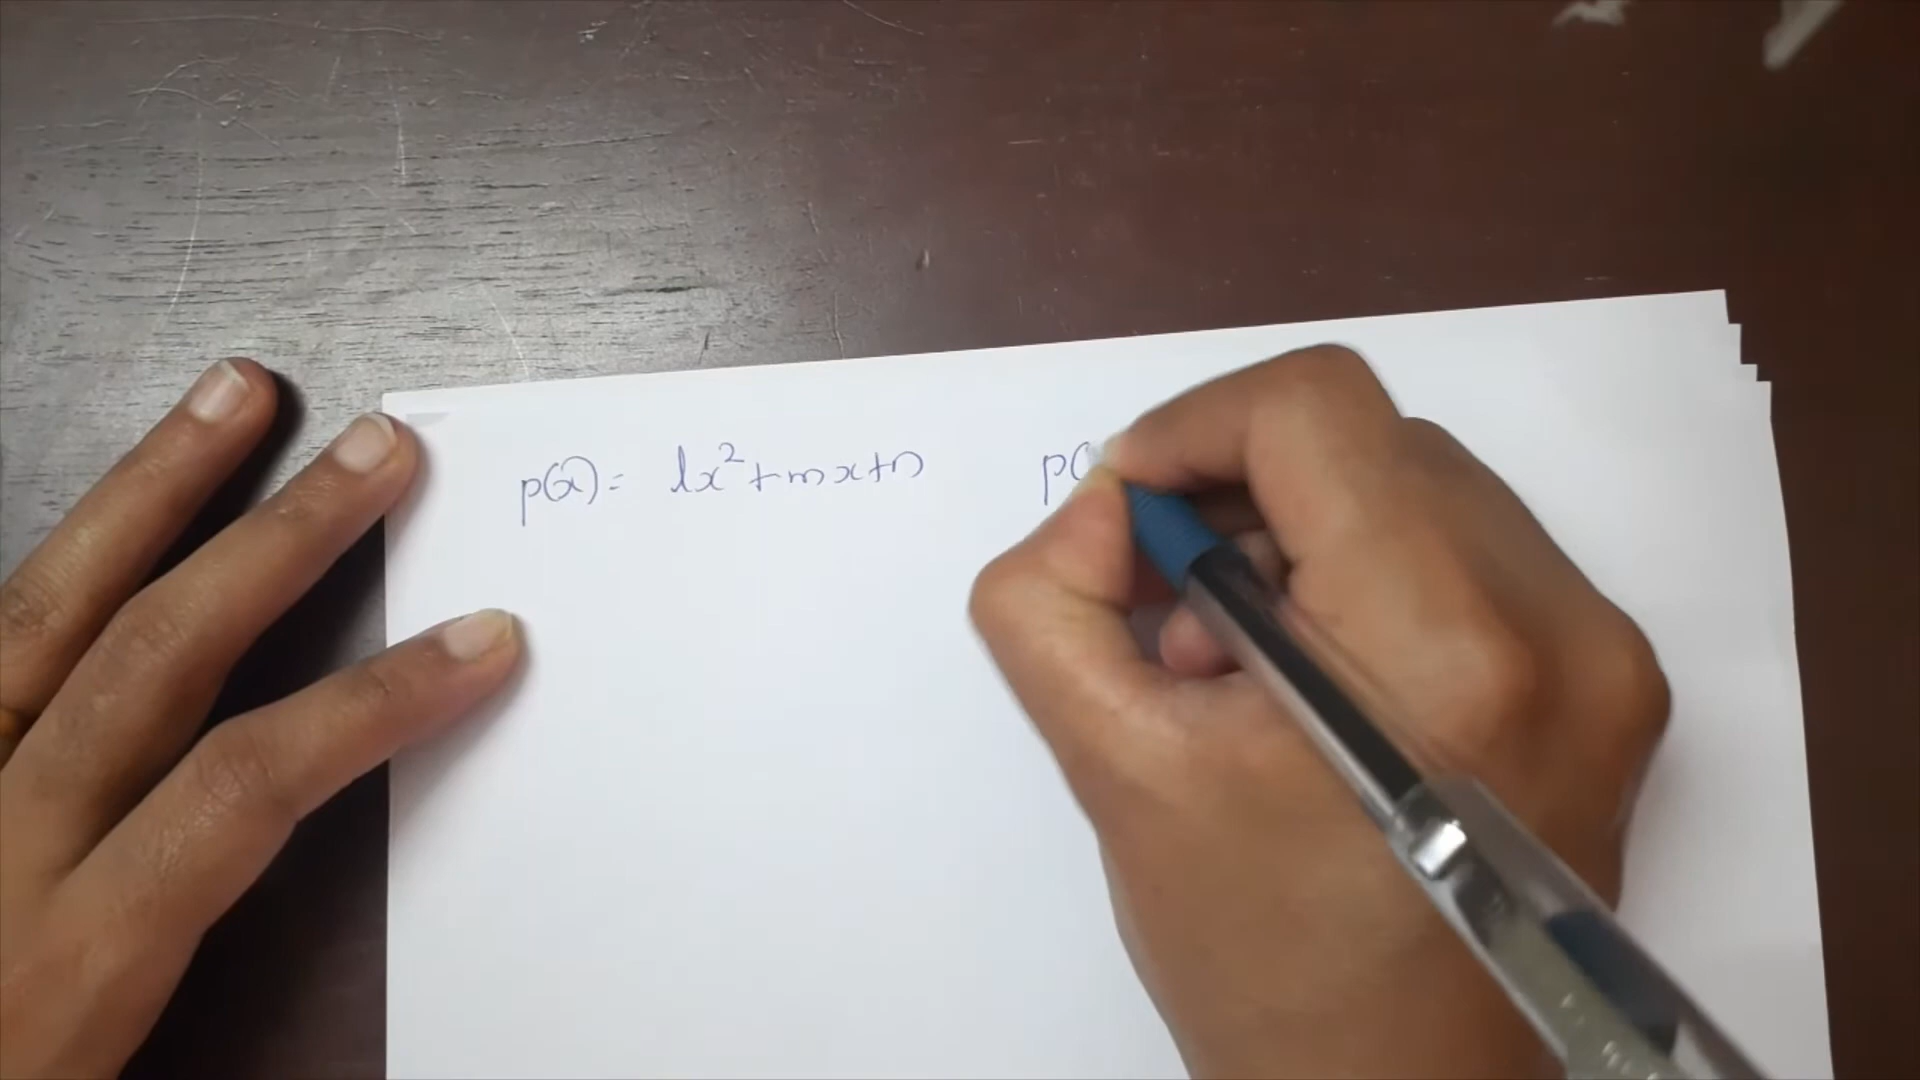 p(x) = lx²+mx+n p(